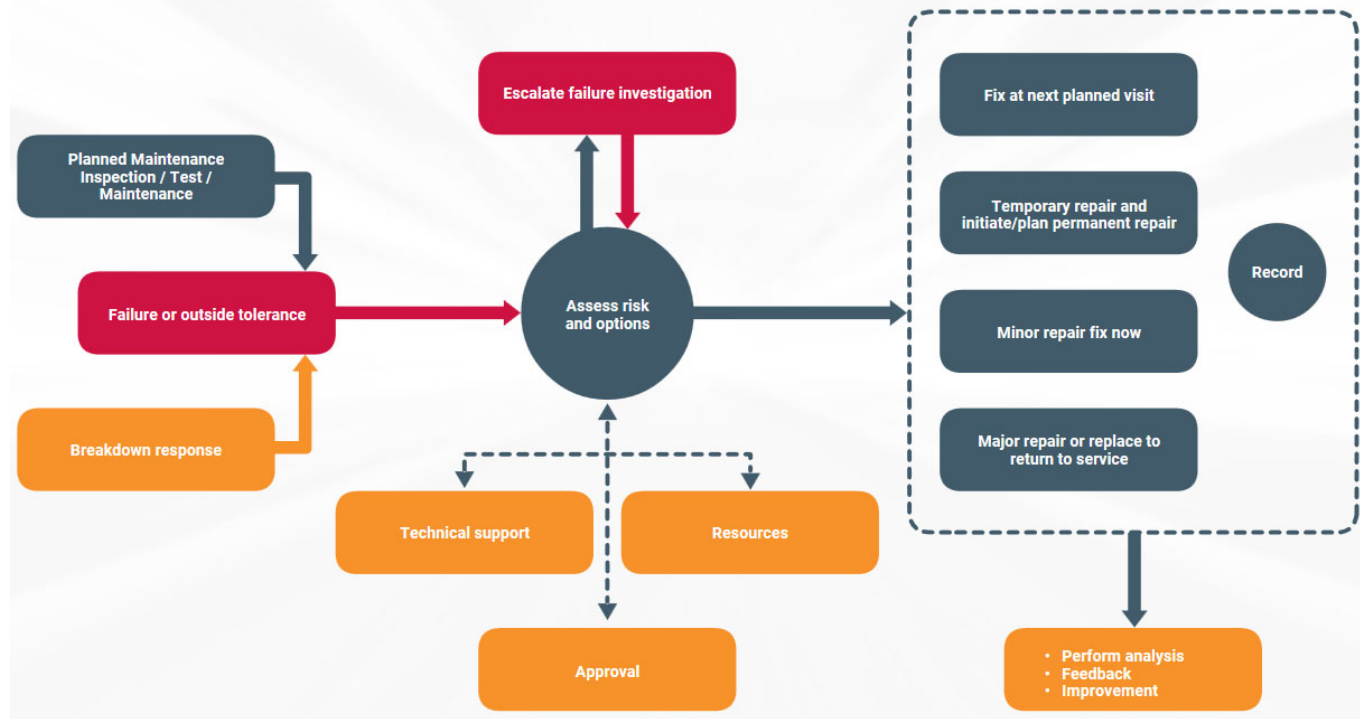 Escalate failure investigation
Fix at next planned visit
Planned Maintenance
Inspection / Test /
Maintenance
Temporary repair and
initiate/plan permanent repair
Record
Failure or outside tolerance
Assess risk
and options
Minor repair fix now
Breakdown response
Major repair or replace to
return to service
Technical support
Resources
Approval
• Perform analysis
• Feedback
• Improvement